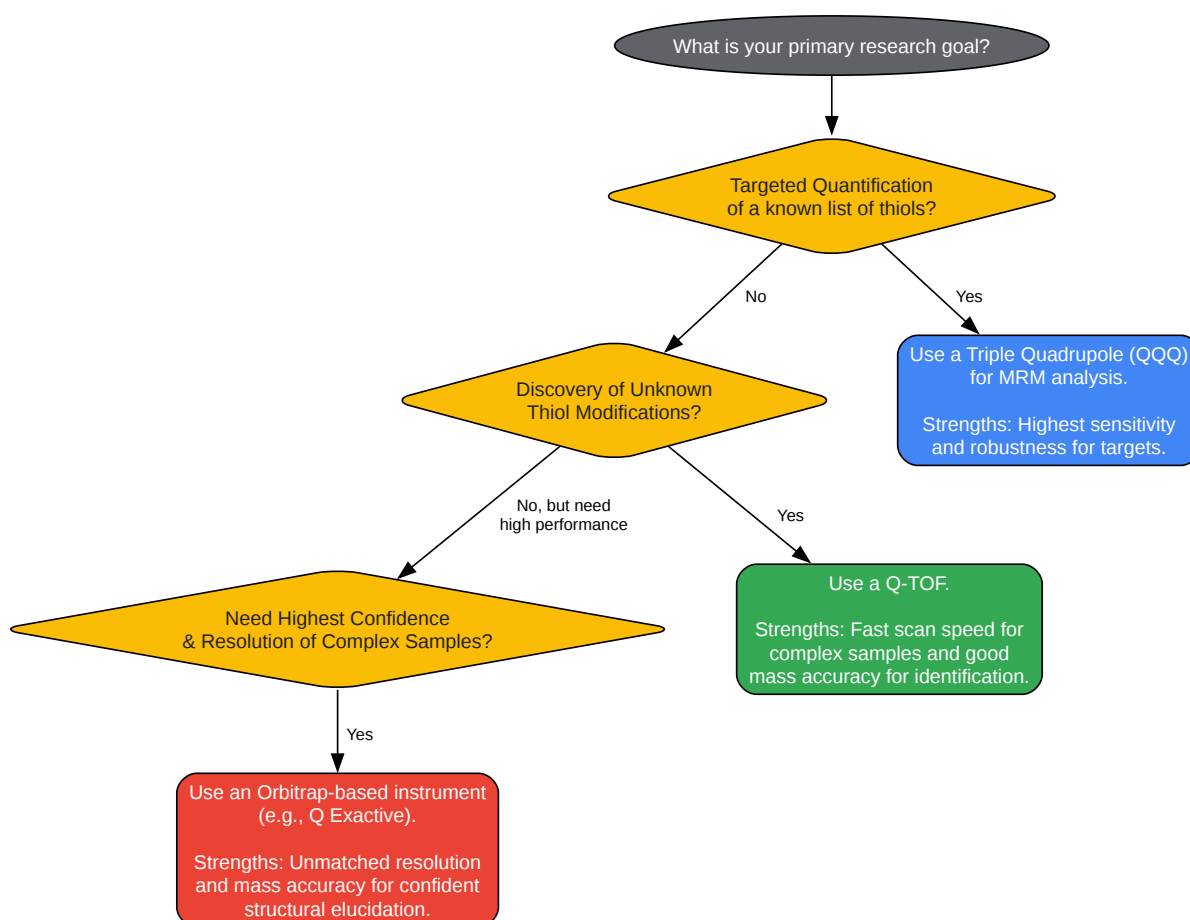 What is your primary research goal?
Targeted Quantification
of a known list of thiols?
No
Yes
Use a Triple Quadrupole (QQQ)
for MRM analysis.
Strengths: Highest sensitivity
and robustness for targets.
Discovery of Unknown
Thiol Modifications?
No, but need
high performance
Yes
Use a Q-TOF.
Strengths: Fast scan speed for
complex samples and good
mass accuracy for identification.
Need Highest Confidence
& Resolution of Complex Samples?
Yes
Use an Orbitrap-based instrument
(e.g., Q Exactive).
Strengths: Unmatched resolution
and mass accuracy for confident
structural elucidation.